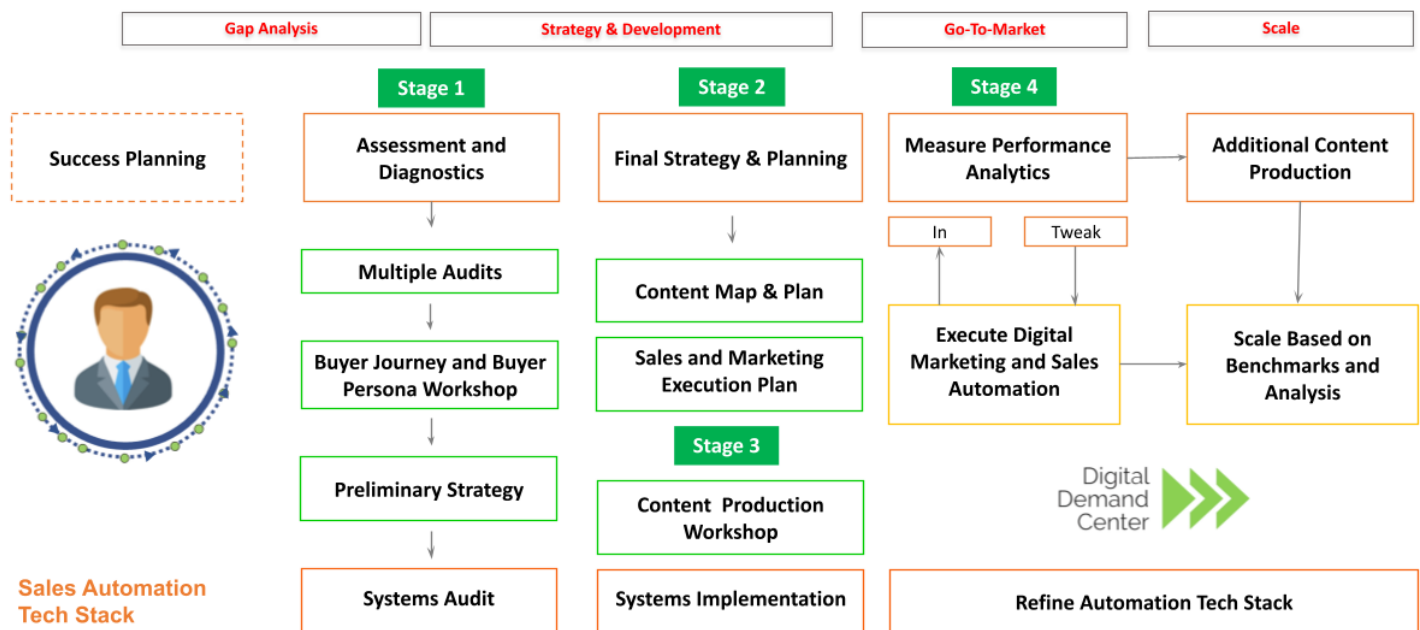 Gap Analysis
Strategy & Development
Go-To-Market
Scale
Stage 1
Stage 2
Stage 4
Success Planning
Assessment and
Diagnostics
Final Strategy & Planning
Measure Performance
Analytics
Additional Content
Production
In
Tweak
Multiple Audits
Content Map & Plan
Buyer Journey and Buyer
Persona Workshop
Sales and Marketing
Execution Plan
Execute Digital
Marketing and Sales
Automation
Scale Based on
Benchmarks and
Analysis
Stage 3
Preliminary Strategy
Content Production
Workshop
Digital
Demand
Center
Sales Automation
Tech Stack
Systems Audit
Systems Implementation
Refine Automation Tech Stack